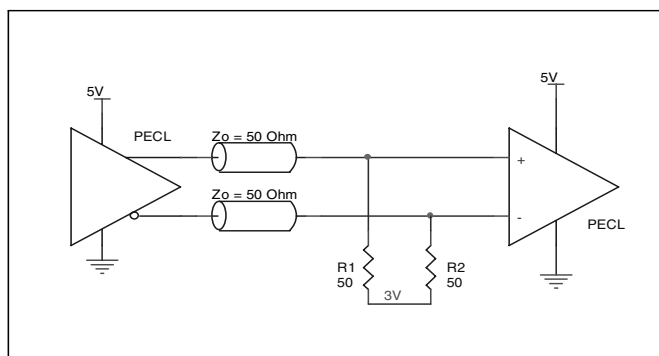 5V
PECL
Zo = 50 Ohm
Zo = 50 Ohm
5V
+
-
PECL
R1
50
R2
50
3V